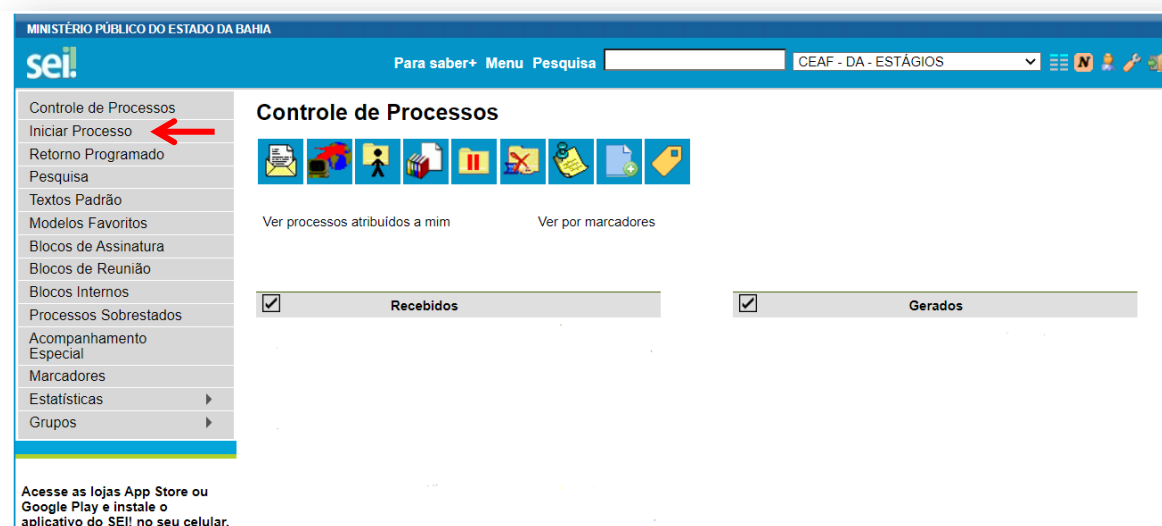 MINISTÉRIO PÚBLICO DO ESTADO DA BAHIA
sei!
Para saber+ Menu Pesquisa
CEAF - DA - ESTÁGIOS
N
Controle de Processos
Iniciar Processo
Retorno Programado
Pesquisa
Textos Padrão
Modelos Favoritos
Blocos de Assinatura
Blocos de Reunião
Blocos Internos
Processos Sobrestados
Acompanhamento
Especial
Marcadores
Estatísticas
Grupos
Acesse as lojas App Store ou
Google Play e instale o
aplicativo do SEI! no seu celular.
Controle de Processos
Ver processos atribuídos a mim
Ver por marcadores
Recebidos
Gerados